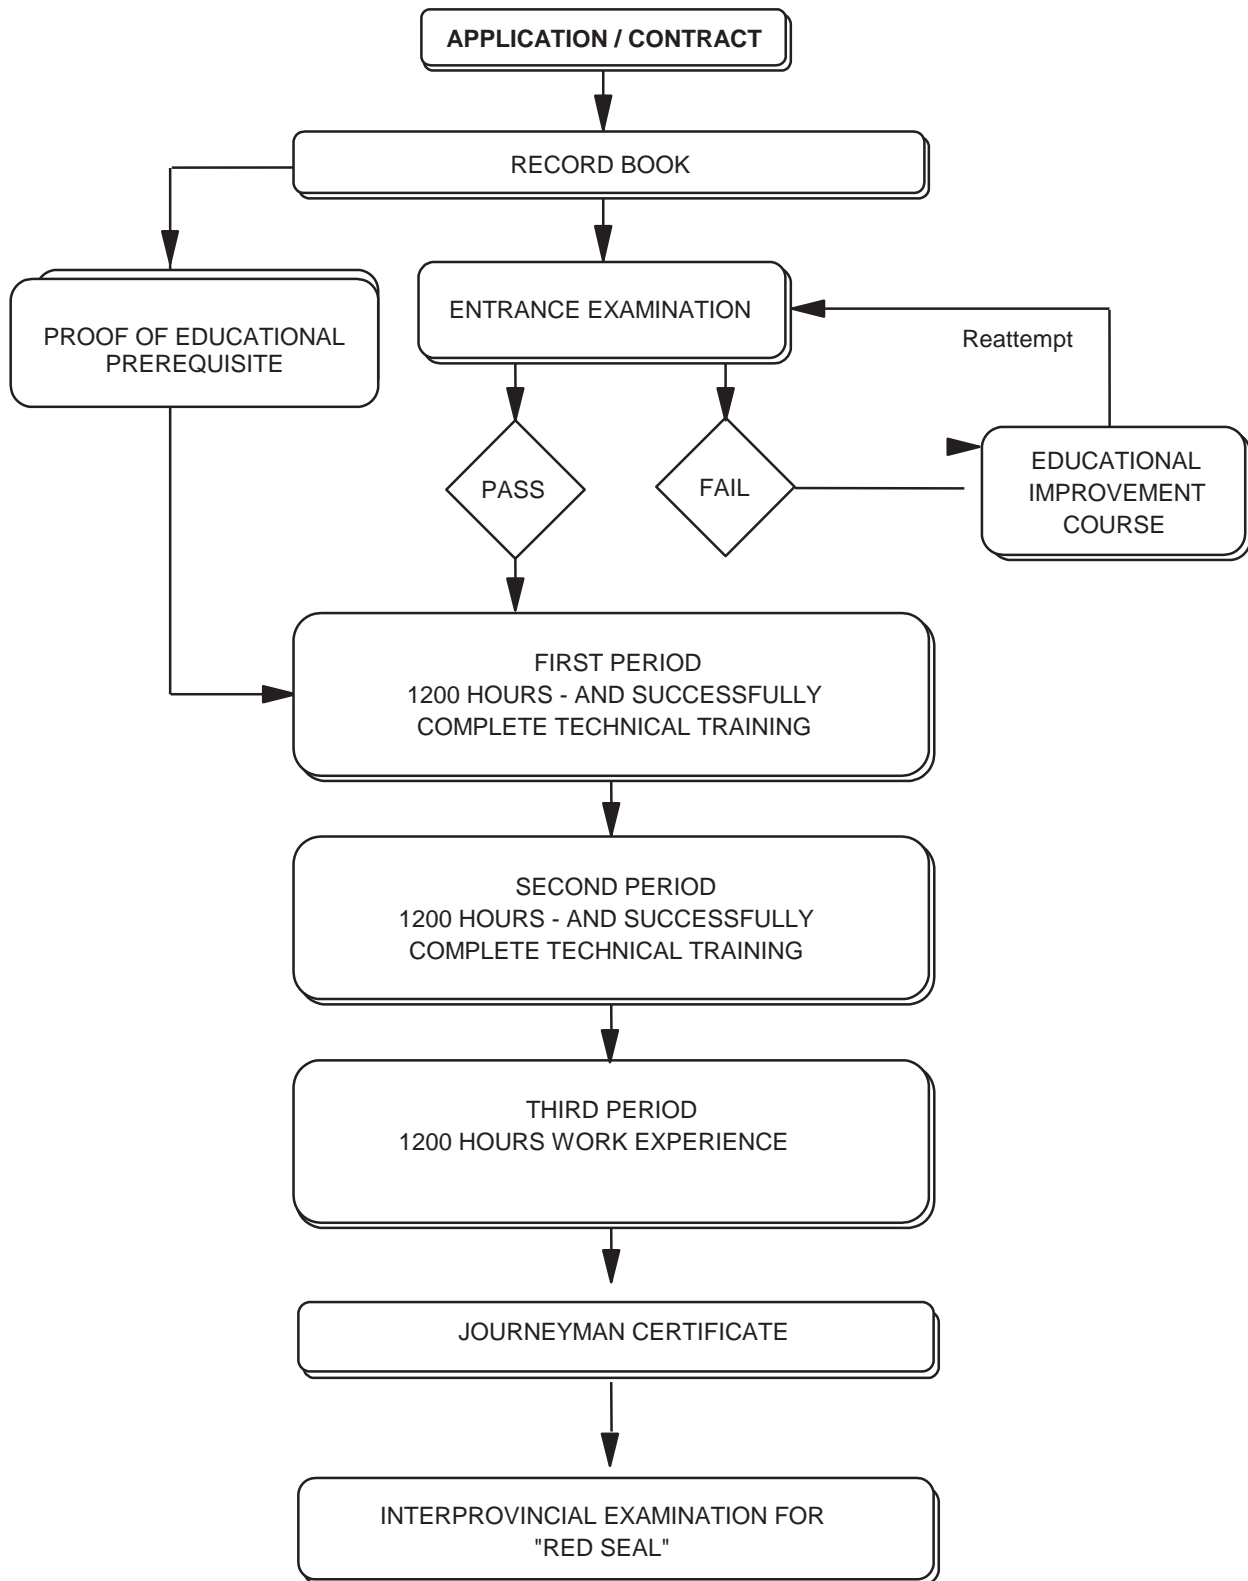 APPLICATION / CONTRACT
RECORD BOOK
PROOF OF EDUCATIONAL
PREREQUISITE
ENTRANCE EXAMINATION
Reattempt
PASS
FAIL
EDUCATIONAL
IMPROVEMENT
COURSE
FIRST PERIOD
1200 HOURS - AND SUCCESSFULLY
COMPLETE TECHNICAL TRAINING
SECOND PERIOD
1200 HOURS - AND SUCCESSFULLY
COMPLETE TECHNICAL TRAINING
THIRD PERIOD
1200 HOURS WORK EXPERIENCE
JOURNEYMAN CERTIFICATE
INTERPROVINCIAL EXAMINATION FOR
"RED SEAL"